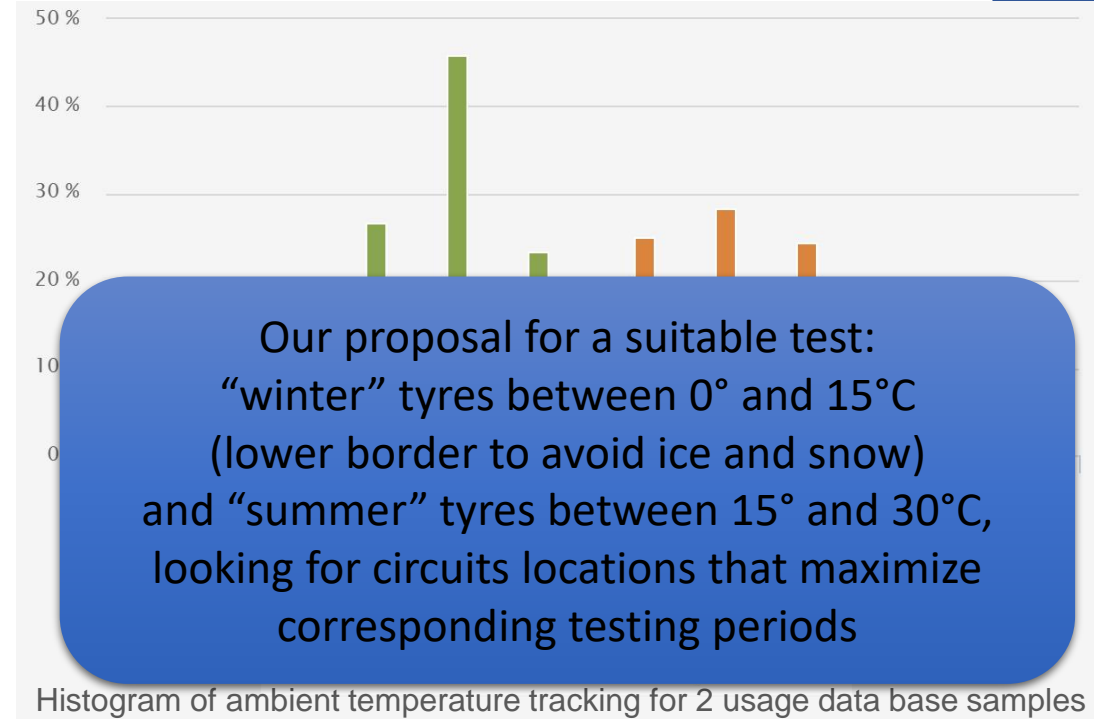 50 %
40 %
30 %
20 %
10
0
Our proposal for a suitable test:
“winter” tyres between 0° and 15°C
(lower border to avoid ice and snow)
and “summer” tyres between 15° and 30°C,
looking for circuits locations that maximize
corresponding testing periods
Histogram of ambient temperature tracking for 2 usage data base samples